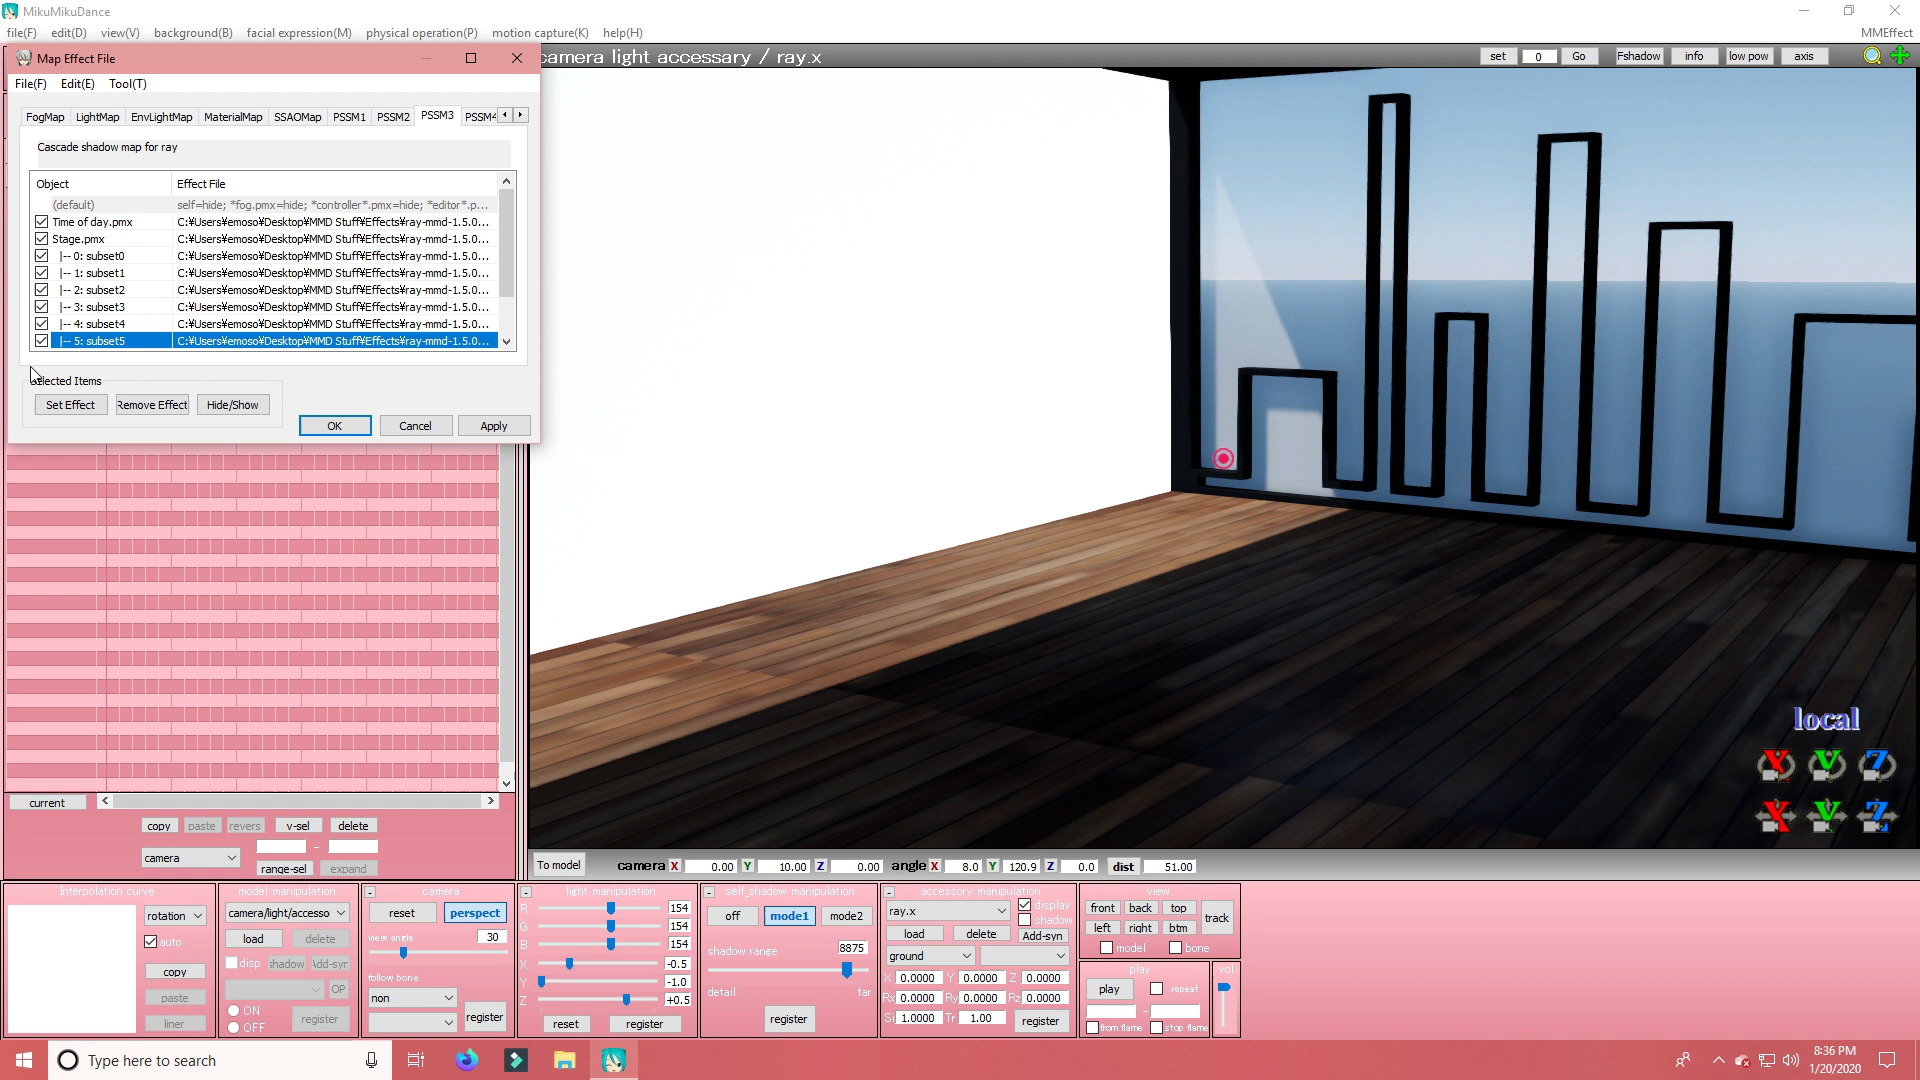 MikuMikuDance
file(F) edit(D) view(V) background(B) facial expression(M) physical operation(P) motion capture(K) help(H) MMEffect
Map Effect File
camera light accessary / ray.x
set 0 Go Fshadow info low pow axis
File(F) Edit(E) Tool(T)
FogMap LightMap EnvLightMap MaterialMap SSAOMap PSSM1 PSSM2 PSSM3 PSSM4
Cascade shadow map for ray
Object Effect File
(default) self=hide; *fog.pmx=hide; *controller*.pmx=hide; *editor*.p...
Time of day.pmx C:¥Users¥emoso¥Desktop¥MMD Stuff¥Effects¥ray-mmd-1.5.0...
Stage.pmx C:¥Users¥emoso¥Desktop¥MMD Stuff¥Effects¥ray-mmd-1.5.0...
|-- 0: subset0 C:¥Users¥emoso¥Desktop¥MMD Stuff¥Effects¥ray-mmd-1.5.0...
|-- 1: subset1 C:¥Users¥emoso¥Desktop¥MMD Stuff¥Effects¥ray-mmd-1.5.0...
|-- 2: subset2 C:¥Users¥emoso¥Desktop¥MMD Stuff¥Effects¥ray-mmd-1.5.0...
|-- 3: subset3 C:¥Users¥emoso¥Desktop¥MMD Stuff¥Effects¥ray-mmd-1.5.0...
|-- 4: subset4 C:¥Users¥emoso¥Desktop¥MMD Stuff¥Effects¥ray-mmd-1.5.0...
|-- 5: subset5 C:¥Users¥emoso¥Desktop¥MMD Stuff¥Effects¥ray-mmd-1.5.0...
Items
Set Effect Remove Effect Hide/Show
OK Cancel Apply
local
X Y Z
X Y Z
current
copy paste revers v-sel delete
camera -
range-sel expand
To model camera X 0.00 Y 10.00 Z 0.00 angle X 8.0 Y 120.9 Z 0.0 dist 51.00
Interpolation curve
rotation
auto
copy
paste
liner
model manipulation
camera/light/accesso
load delete
disp shadow Add-syn
OP
ON
OFF
register
- camera
reset perspect
view angle 30
follow bone
non
register
- light manipulation
R 154
G 154
B 154
X -0.5
Y -1.0
Z +0.5
reset register
- self_shadow manipulation
off mode1 mode2
shadow range 8875
detail far
register
- accessory manipulation
ray.x display
shadow
load delete Add-syn
ground
X 0.0000 Y 0.0000 Z 0.0000
Rx 0.0000 Ry 0.0000 Rz 0.0000
Si 1.0000 Tr 1.00 register
view
front back top
track
left right btm
model bone
play
play repeat
-
from flame stop flame
vol
Type here to search
8:36 PM
1/20/2020